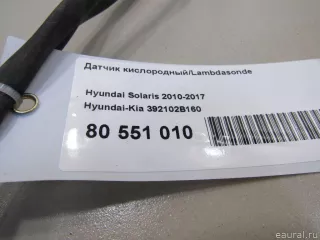 Датчик кислородный/Lambdasonde
Hyundai Solaris 2010-2017
Hyundai-Kia 392102B160
80 551 010
eaural.ru